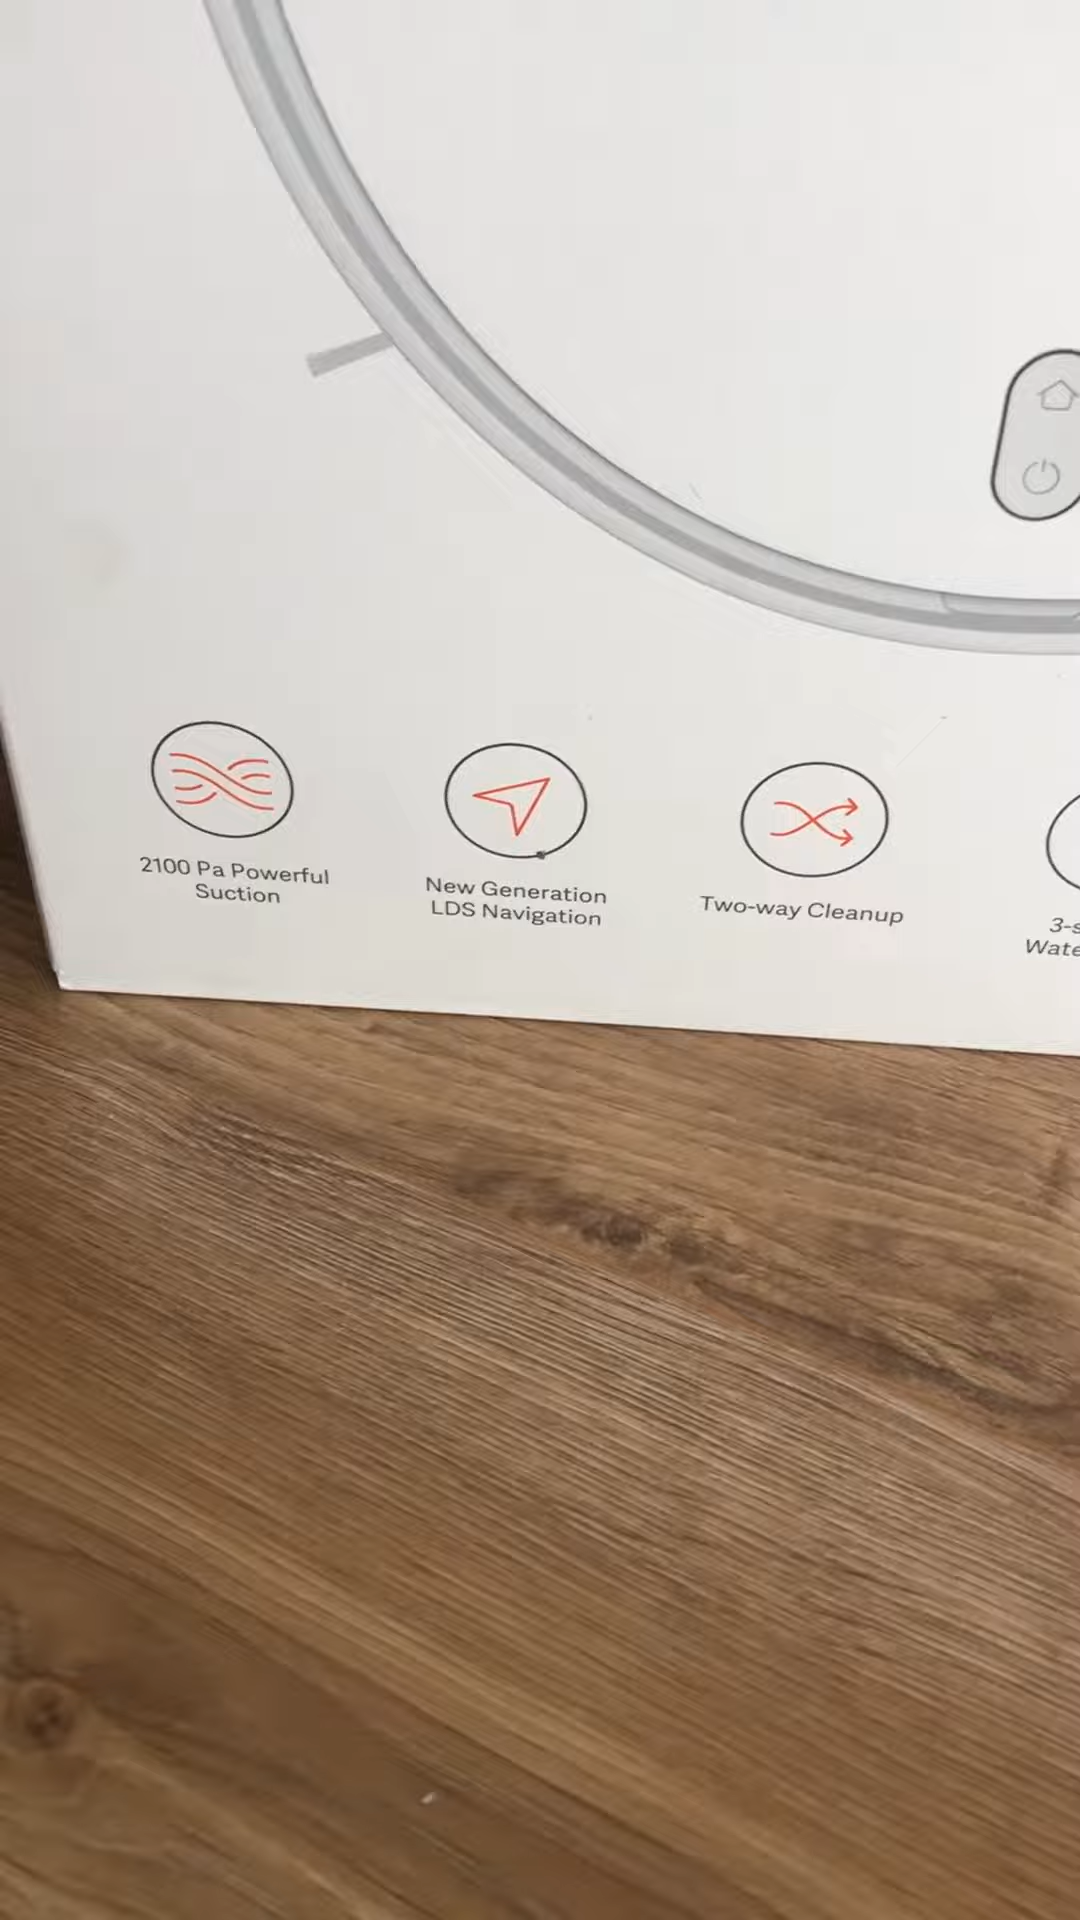 2100 Pa Powerful
Suction
New Generation
LDS Navigation
Two-way Cleanup